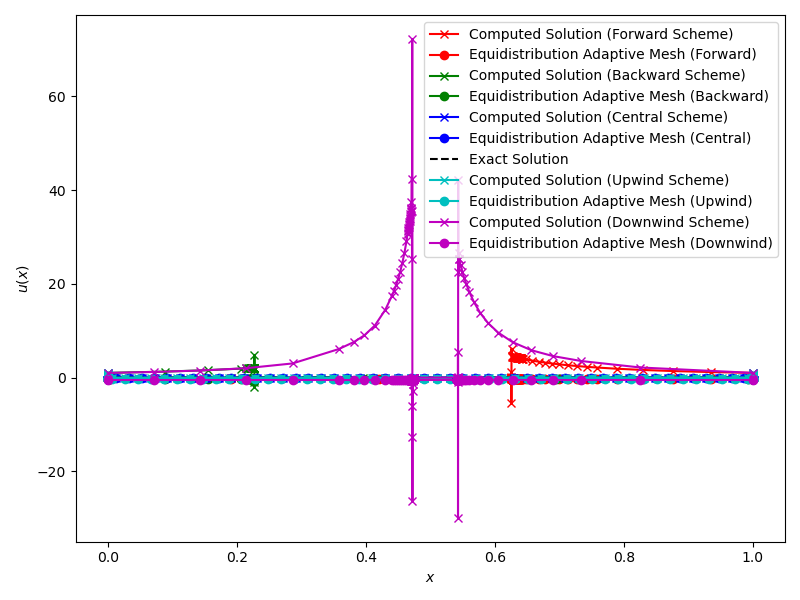 Computed Solution (Forward Scheme)
Equidistribution Adaptive Mesh (Forward)
Computed Solution (Backward Scheme)
Equidistribution Adaptive Mesh (Backward)
Computed Solution (Central Scheme)
Equidistribution Adaptive Mesh (Central)
Exact Solution
Computed Solution (Upwind Scheme)
Equidistribution Adaptive Mesh (Upwind)
Computed Solution (Downwind Scheme)
Equidistribution Adaptive Mesh (Downwind)
60
40
20
0
−20
u(x)
0.0 0.2 0.4 0.6 0.8 1.0
x